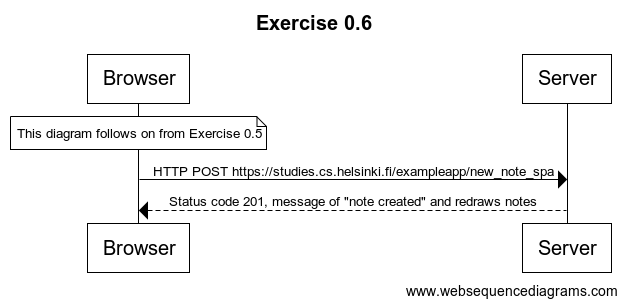 Exercise 0.6
Browser
Server
This diagram follows on from Exercise 0.5
HTTP POST https://studies.cs.helsinki.fi/exampleapp/new_note_spa
Status code 201, message of "note created" and redraws notes
Browser
Server
www.websequencediagrams.com